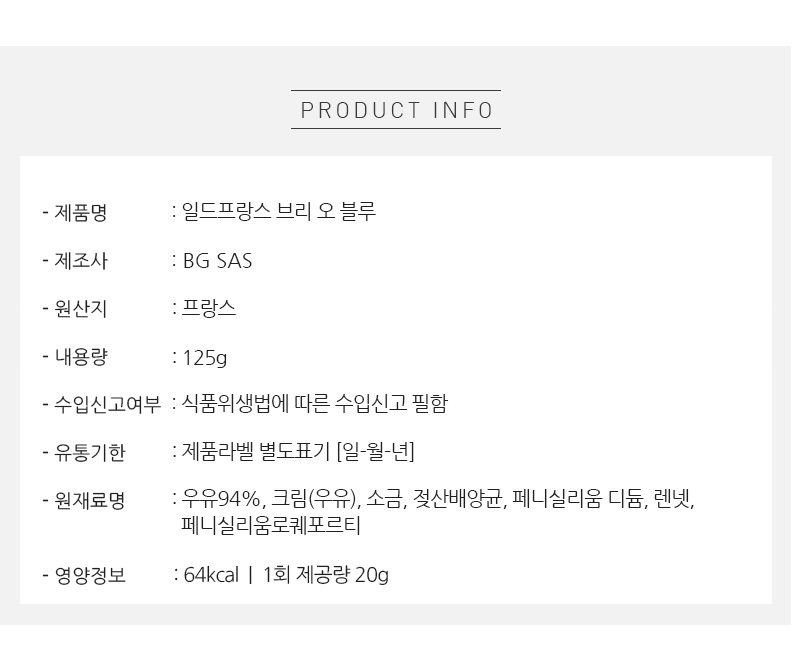 PRODUCT INFO
- 제품명 : 일드프랑스 브리 오 블루
- 제조사 : BG SAS
- 원산지 : 프랑스
- 내용량 : 125g
- 수입신고여부 : 식품위생법에 따른 수입신고 필함
- 유통기한 : 제품라벨 별도표기 [일-월-년]
- 원재료명 : 우유94%, 크림(우유), 소금, 젖산배양균, 페니실리움 디듐, 렌넷,
페니실리움로퀘포르티
- 영양정보 : 64kcal | 1회 제공량 20g